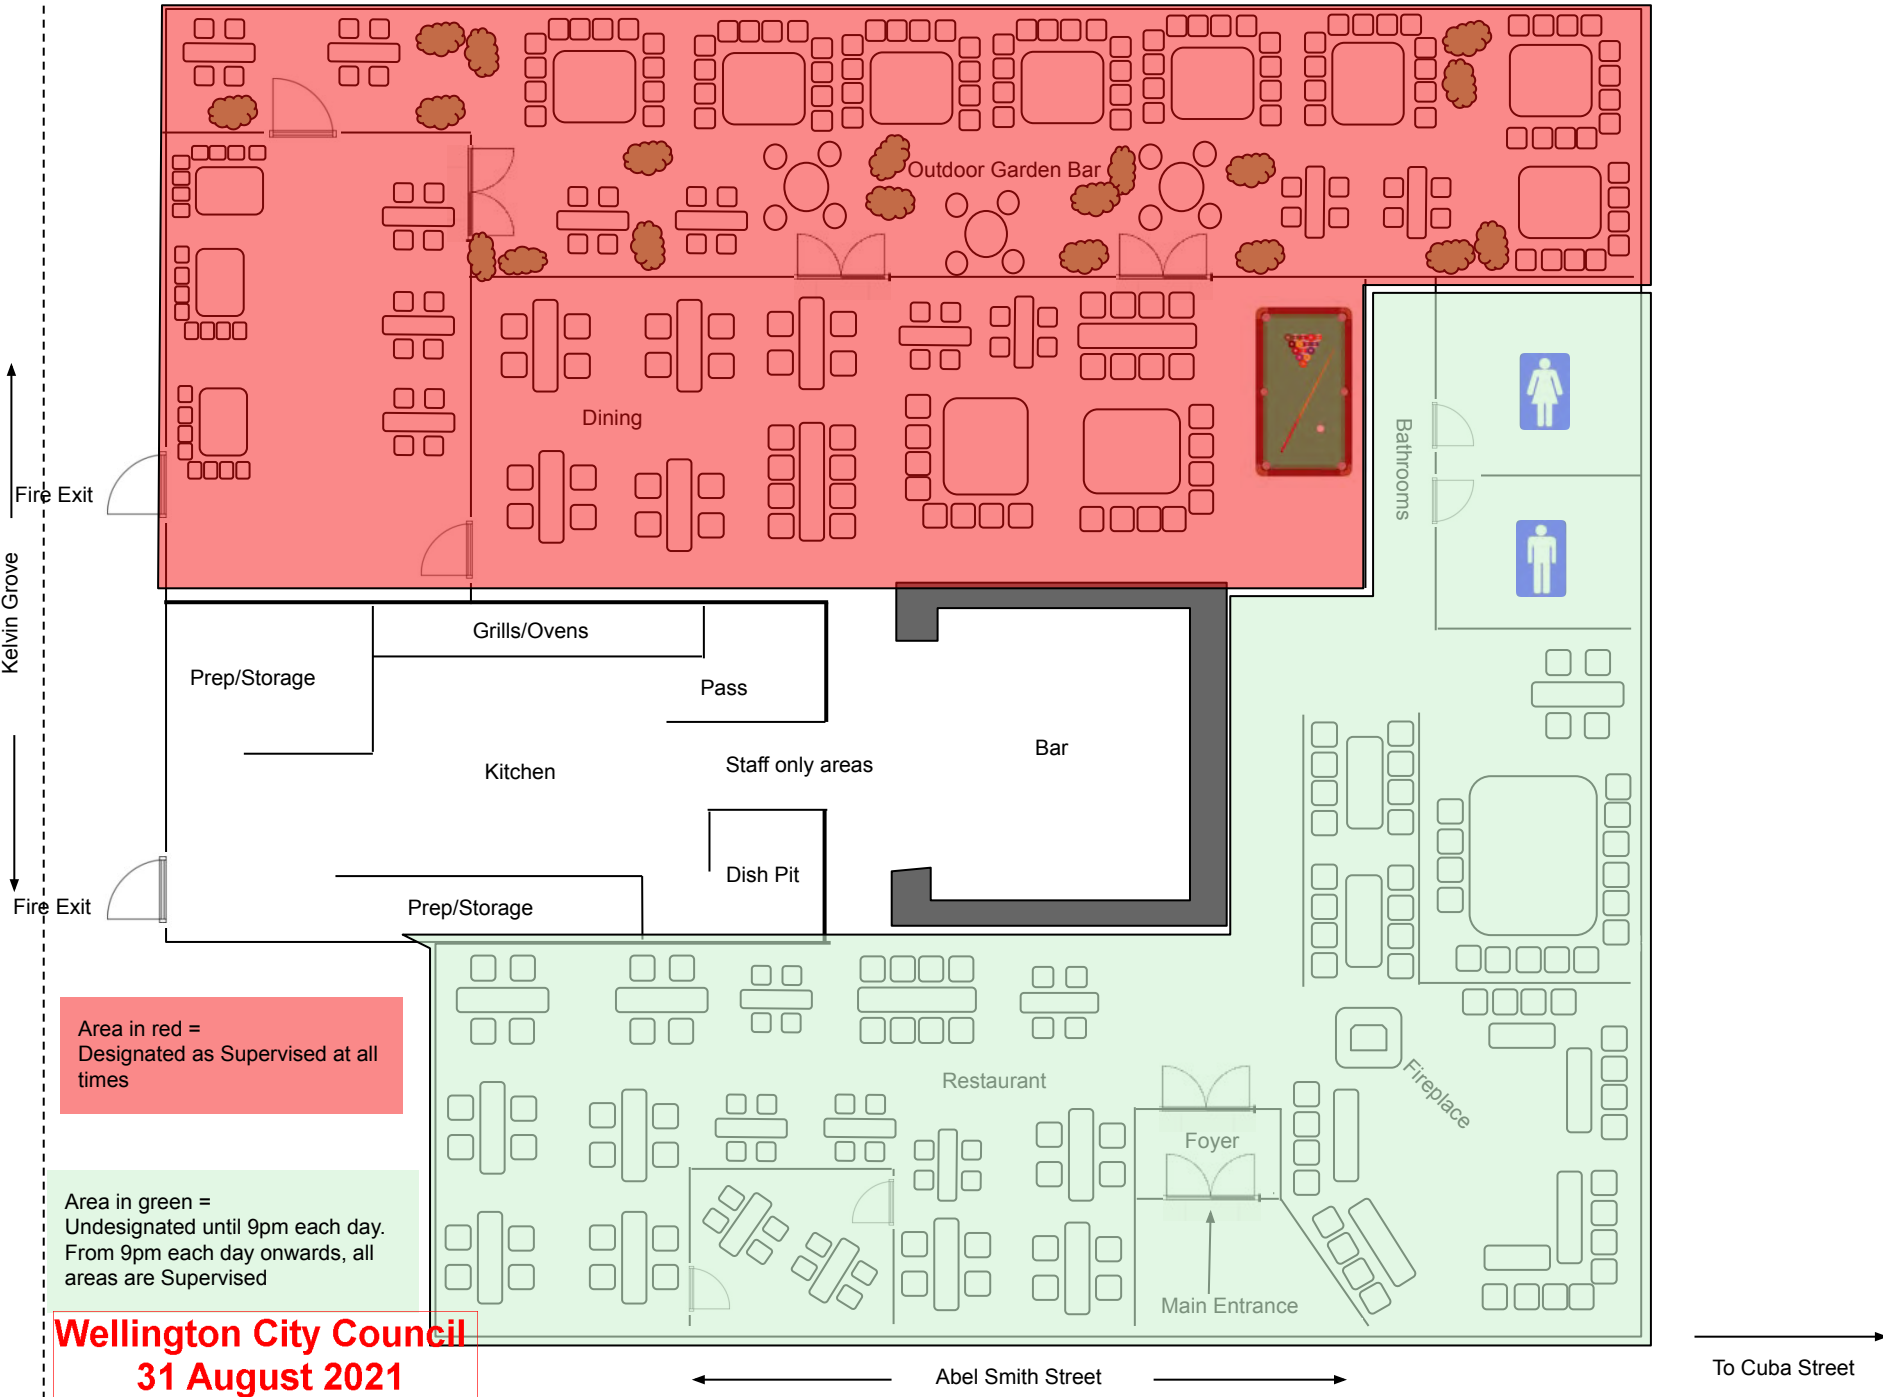 Outdoor Garden Bar
Dining
Bathrooms
Fire Exit
Kelvin Grove
Grills/Ovens
Prep/Storage
Pass
Bar
Staff only areas
Kitchen
Dish Pit
Prep/Storage
Fire Exit
Area in red =
Designated as Supervised at all
times
Restaurant
Fireplace
Foyer
Area in green =
Undesignated until 9pm each day.
From 9pm each day onwards, all
areas are Supervised
Main Entrance
Wellington City Council
31 August 2021
Abel Smith Street
To Cuba Street